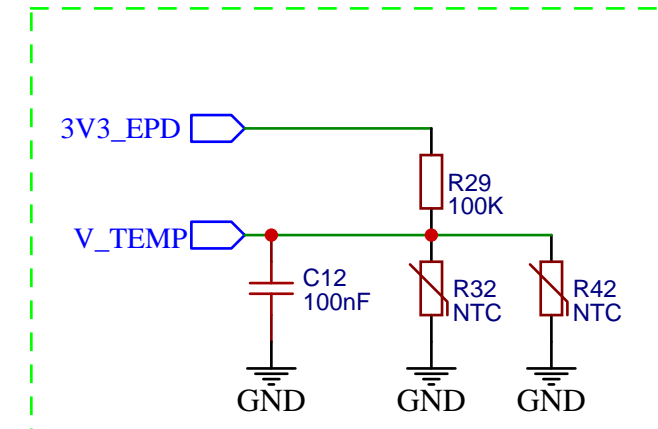 3V3_EPD
R29
100K
V_TEMP
C12
100nF
R32
NTC
R42
NTC
GND
GND
GND